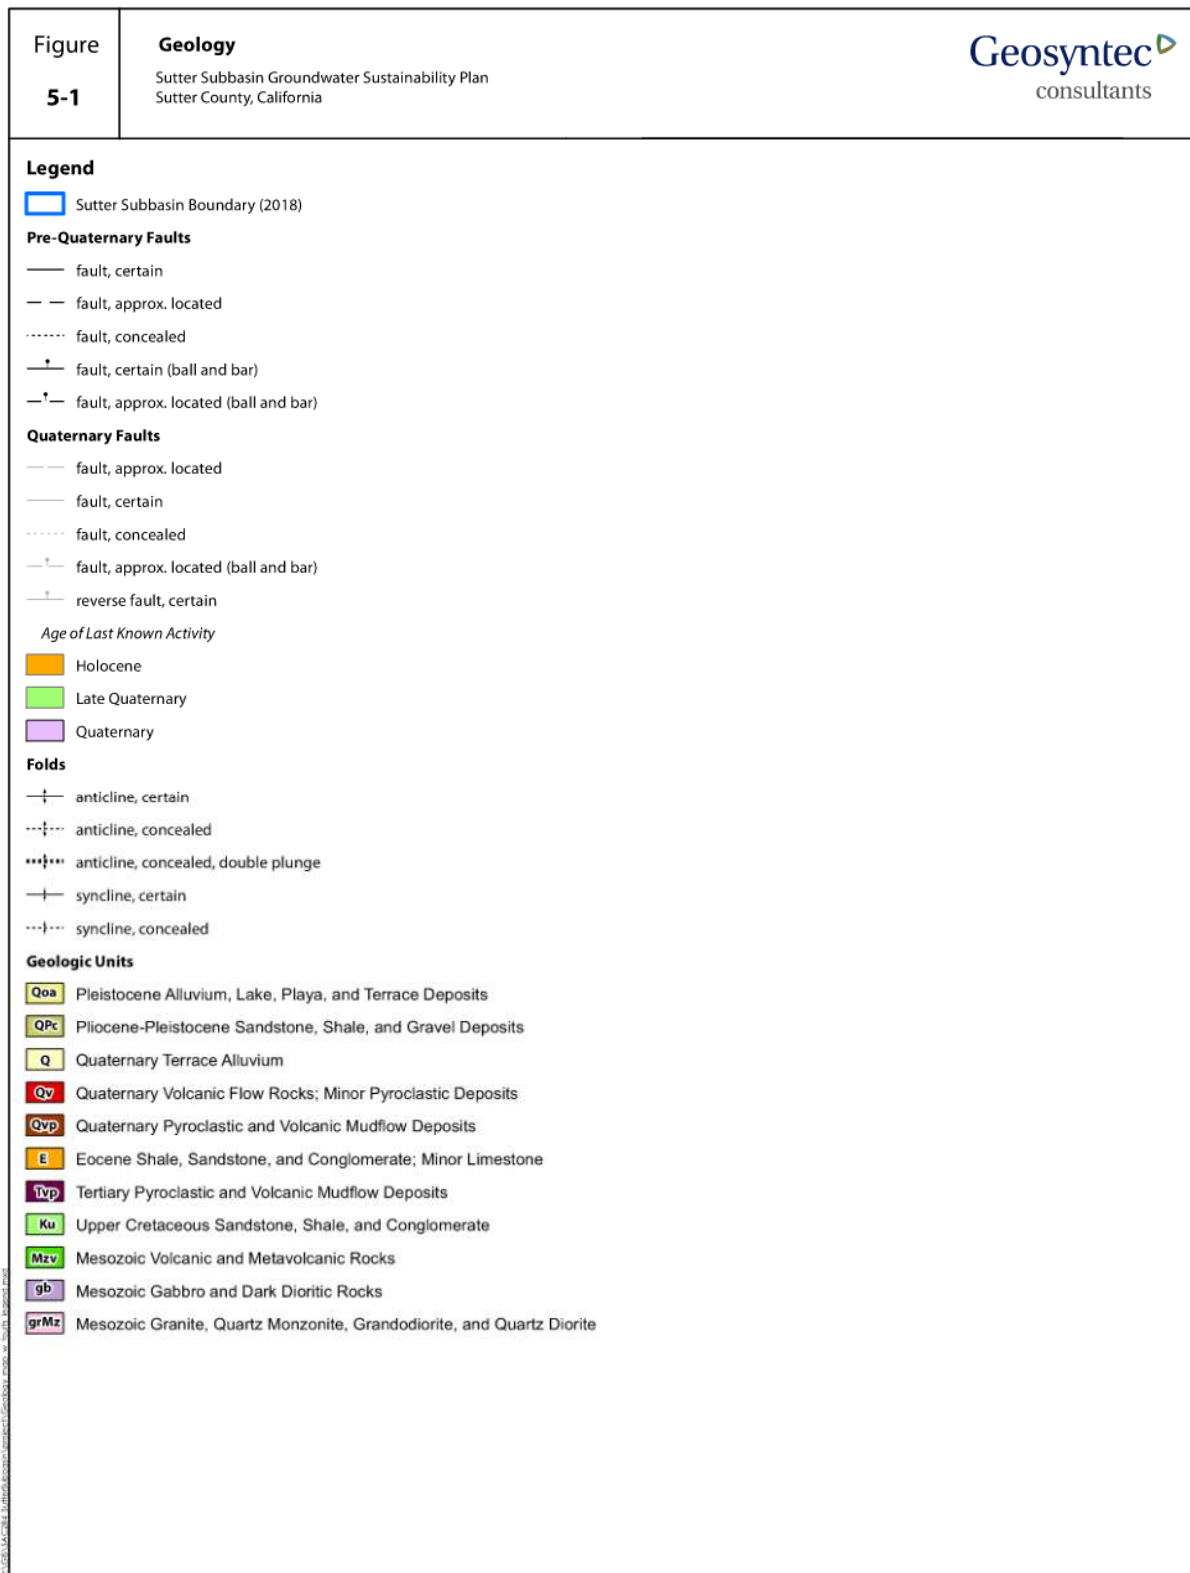 Figure
5-1
Geology
Sutter Subbasin Groundwater Sustainability Plan
Sutter County, California
Geosyntec
consultants
Legend
Sutter Subbasin Boundary (2018)
Pre-Quaternary Faults
fault, certain
fault, approx. located
fault, concealed
fault, certain (ball and bar)
fault, approx. located (ball and bar)
Quaternary Faults
fault, approx. located
fault, certain
fault, concealed
fault, approx. located (ball and bar)
reverse fault, certain
Age of Last Known Activity
Holocene
Late Quaternary
Quaternary
Folds
anticline, certain
anticline, concealed
anticline, concealed, double plunge
syncline, certain
syncline, concealed
Geologic Units
Qoa Pleistocene Alluvium, Lake, Playa, and Terrace Deposits
QPc Pliocene-Pleistocene Sandstone, Shale, and Gravel Deposits
Q Quaternary Terrace Alluvium
Qv Quaternary Volcanic Flow Rocks; Minor Pyroclastic Deposits
Qvp Quaternary Pyroclastic and Volcanic Mudflow Deposits
E Eocene Shale, Sandstone, and Conglomerate; Minor Limestone
Tvp Tertiary Pyroclastic and Volcanic Mudflow Deposits
Ku Upper Cretaceous Sandstone, Shale, and Conglomerate
Mzv Mesozoic Volcanic and Metavolcanic Rocks
gb Mesozoic Gabbro and Dark Dioritic Rocks
grMz Mesozoic Granite, Quartz Monzonite, Grandodiorite, and Quartz Diorite